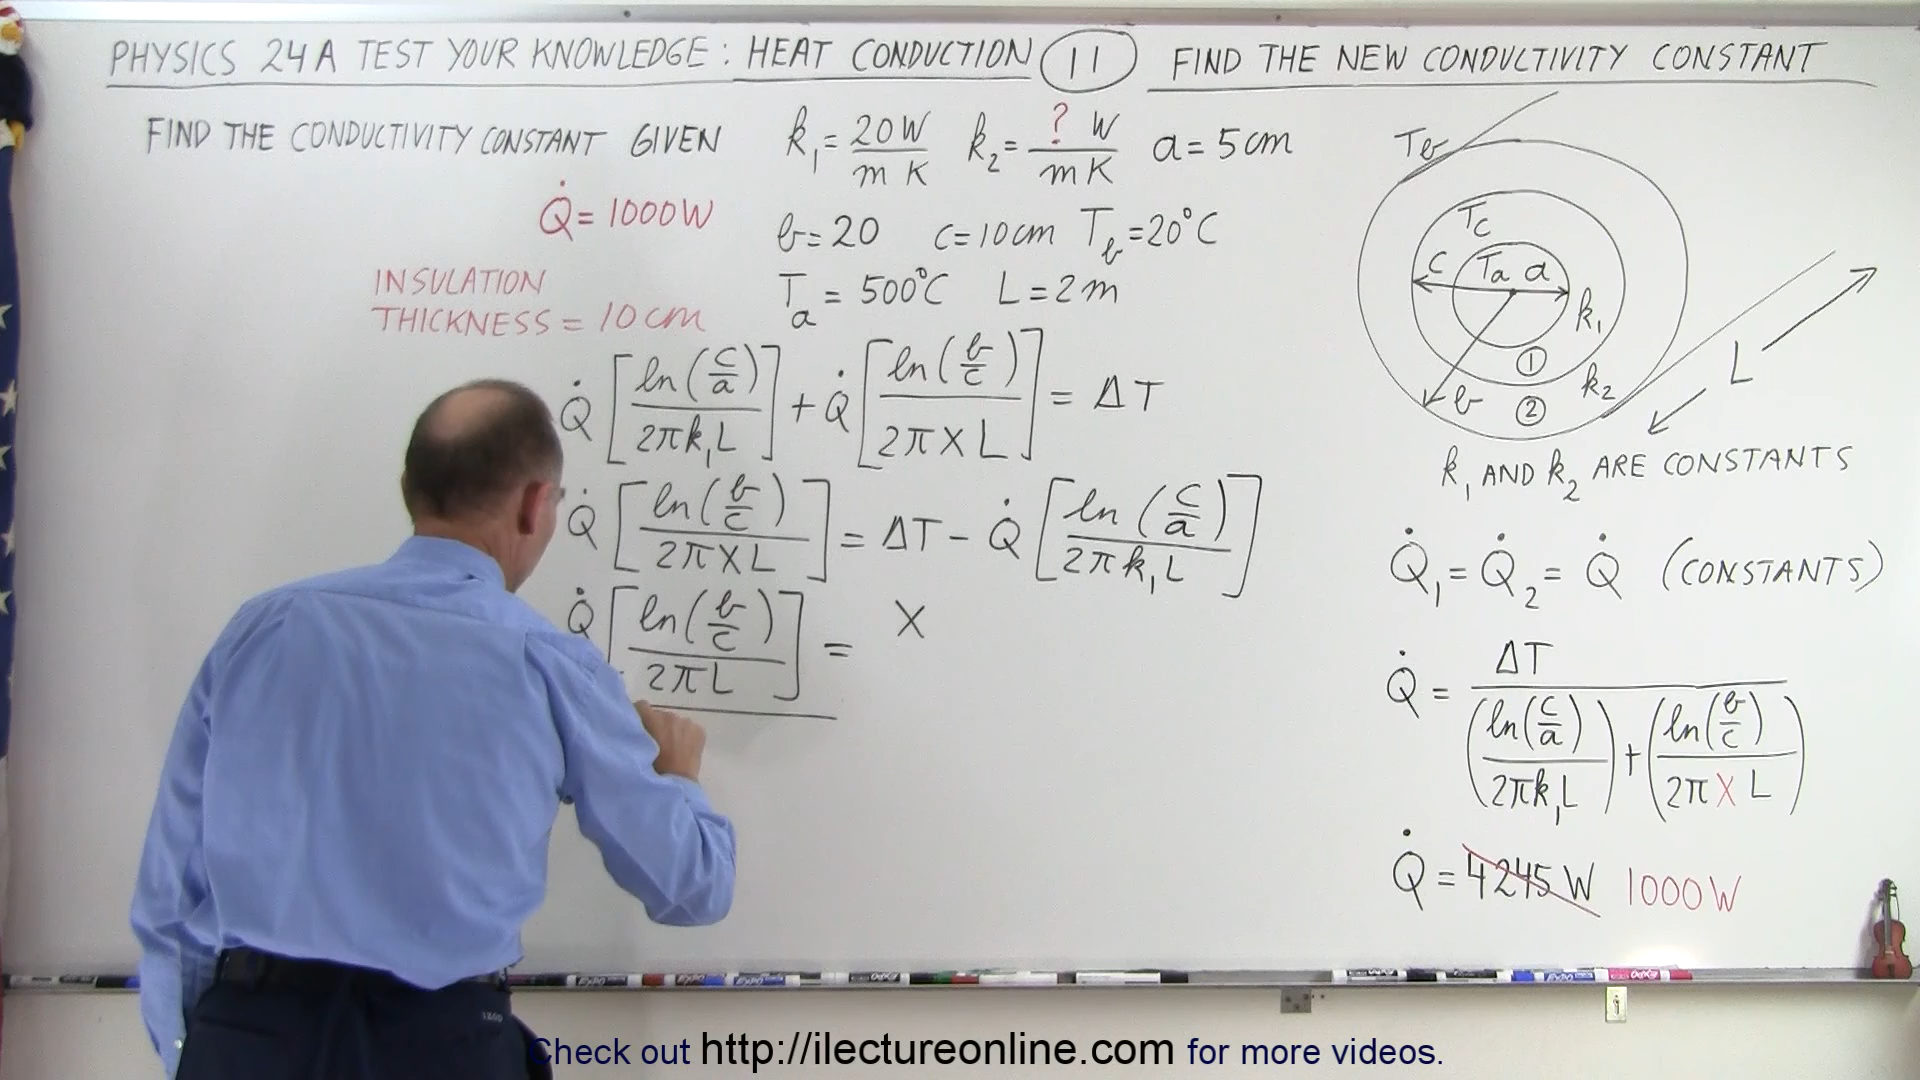 PHYSICS 24A TEST YOUR KNOWLEDGE: HEAT CONDUCTION 11 FIND THE NEW CONDUCTIVITY CONSTANT
FIND THE CONDUCTIVITY CONSTANT GIVEN k₁ = 20W/mK k₂ = ? W/mK a = 5cm
Q̇ = 1000W
b = 20 c = 10cm T_b = 20°C
INSULATION
THICKNESS = 10cm
T_a = 500°C L = 2m
Q̇ [ln(c/a)/2πk₁L] + Q̇ [ln(b/c)/2πXL] = ΔT
Q̇ [ln(b/c)/2πXL] = ΔT - Q̇ [ln(c/a)/2πk₁L]
Q̇ [ln(b/c)/2πL] = X
T_b
T_c
c T_a a
k₁
①
k₂
b ②
L
k₁ AND k₂ ARE CONSTANTS
Q̇₁ = Q̇₂ = Q̇ (CONSTANTS)
Q̇ = ΔT / ((ln(c/a)/2πk₁L) + (ln(b/c)/2πXL))
Q̇ = 4245 W 1000W
Check out http://ilectureonline.com for more videos.